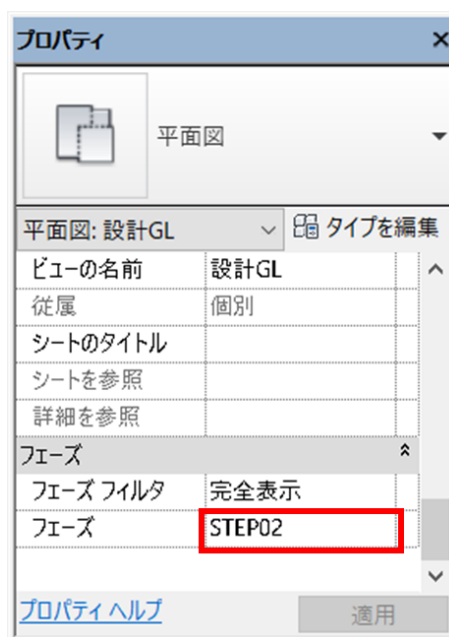 プロパティ
平面図
平面図: 設計GL タイプを編集
ビューの名前 設計GL
従属 個別
シートのタイトル
シートを参照
詳細を参照
フェーズ
フェーズ フィルタ 完全表示
フェーズ STEP02
プロパティ ヘルプ 適用